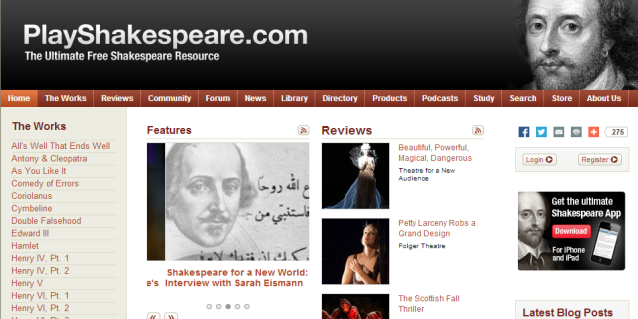 PlayShakespeare.com
The Ultimate Free Shakespeare Resource
Home The Works Reviews Community Forum News Library Directory Products Podcasts Study Search Store About Us
The Works
All's Well That Ends Well
Antony & Cleopatra
As You Like It
Comedy of Errors
Coriolanus
Cymbeline
Double Falsehood
Edward III
Hamlet
Henry IV, Pt. 1
Henry IV, Pt. 2
Henry V
Henry VI, Pt. 1
Henry VI, Pt. 2
Features
الله روحا
Shakespeare for a New World:
e's Interview with Sarah Eismann
Reviews
Beautiful, Powerful,
Magical, Dangerous
Theatre for a New
Audience
Petty Larceny Robs a
Grand Design
Folger Theatre
The Scottish Fall
Thriller
275
Login
Register
Get the ultimate
Shakespeare App
Download
For iPhone
and iPad
Latest Blog Posts